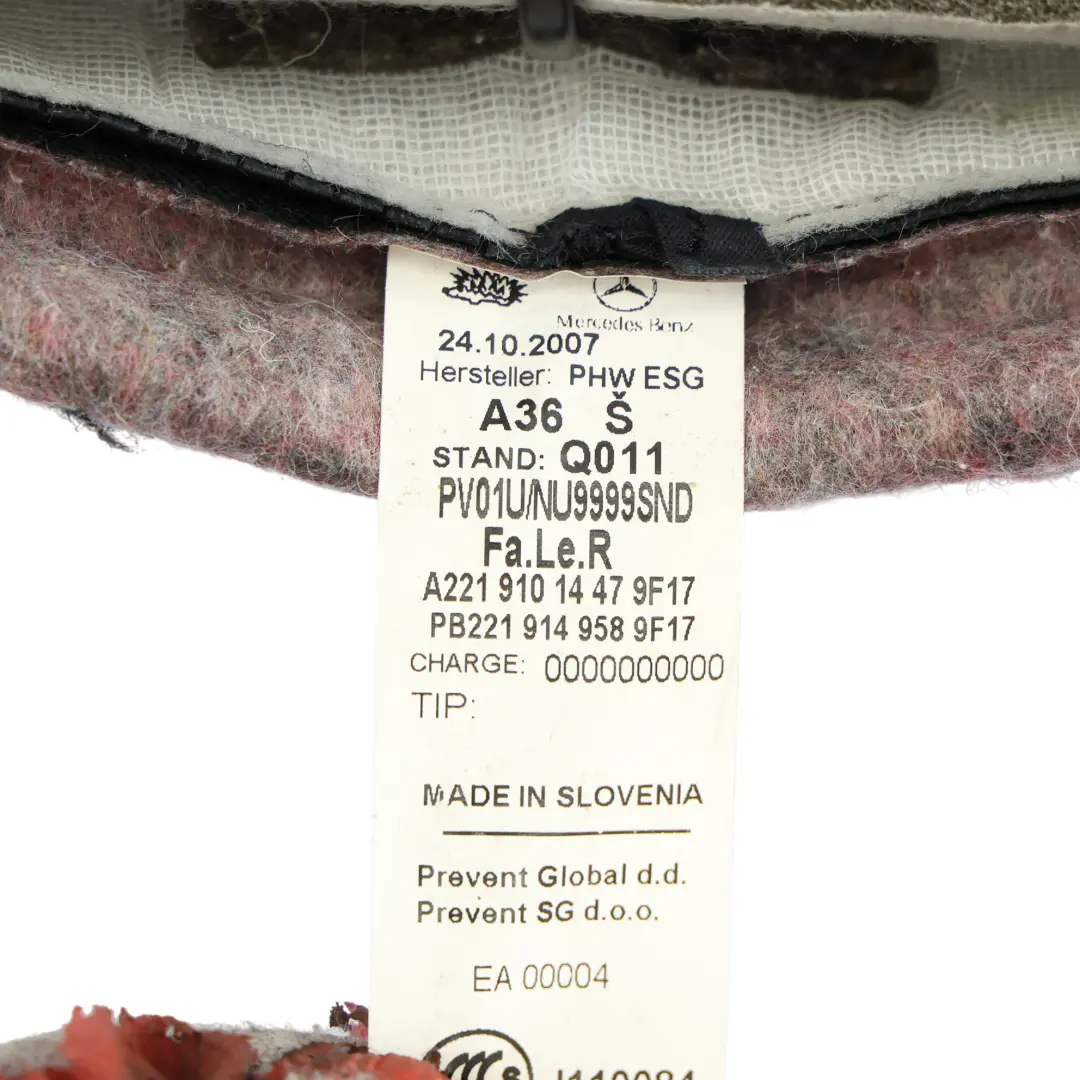 Mercedes Benz
24.10.2007
Hersteller: PHW ESG
A36 Š
STAND: Q011
PV01U/NU9999SND
Fa.Le.R
A221 910 14 47 9F17
PB221 914 958 9F17
CHARGE: 0000000000
TIP:
MADE IN SLOVENIA
Prevent Global d.d.
Prevent SG d.o.o.
EA 00004